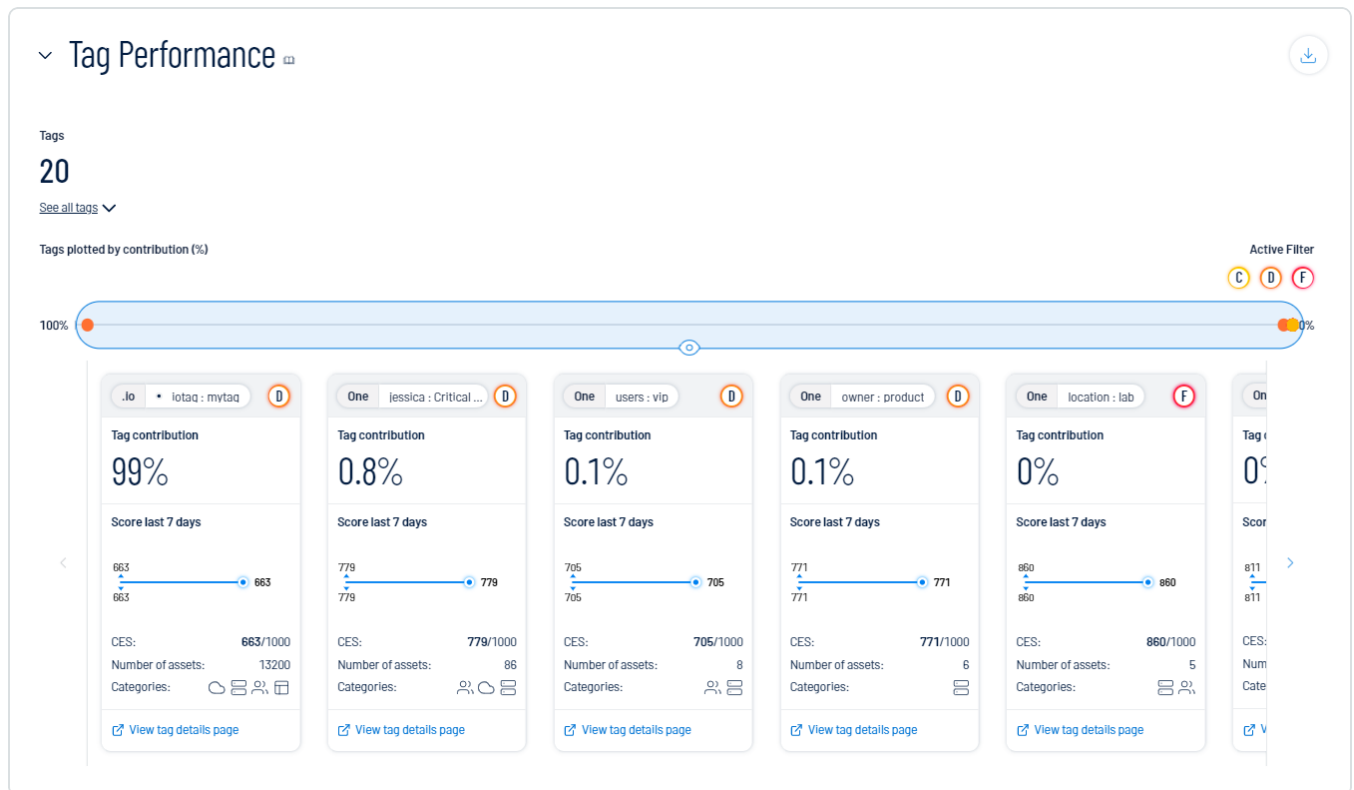 Tag Performance
Tags
20
See all tags
Tags plotted by contribution (%)
Active Filter
C D F
100%
0%
.io • iotag : mytag D
Tag contribution
99%
Score last 7 days
663
663
663
CES: 663/1000
Number of assets: 13200
Categories:
View tag details page
One jessica : Critical ... D
Tag contribution
0.8%
Score last 7 days
779
779
779
CES: 779/1000
Number of assets: 86
Categories:
View tag details page
One users : vip D
Tag contribution
0.1%
Score last 7 days
705
705
705
CES: 705/1000
Number of assets: 8
Categories:
View tag details page
One owner : product D
Tag contribution
0.1%
Score last 7 days
771
771
771
CES: 771/1000
Number of assets: 6
Categories:
View tag details page
One location : lab F
Tag contribution
0%
Score last 7 days
860
860
860
CES: 860/1000
Number of assets: 5
Categories:
View tag details page
Tag
811
811
CES: